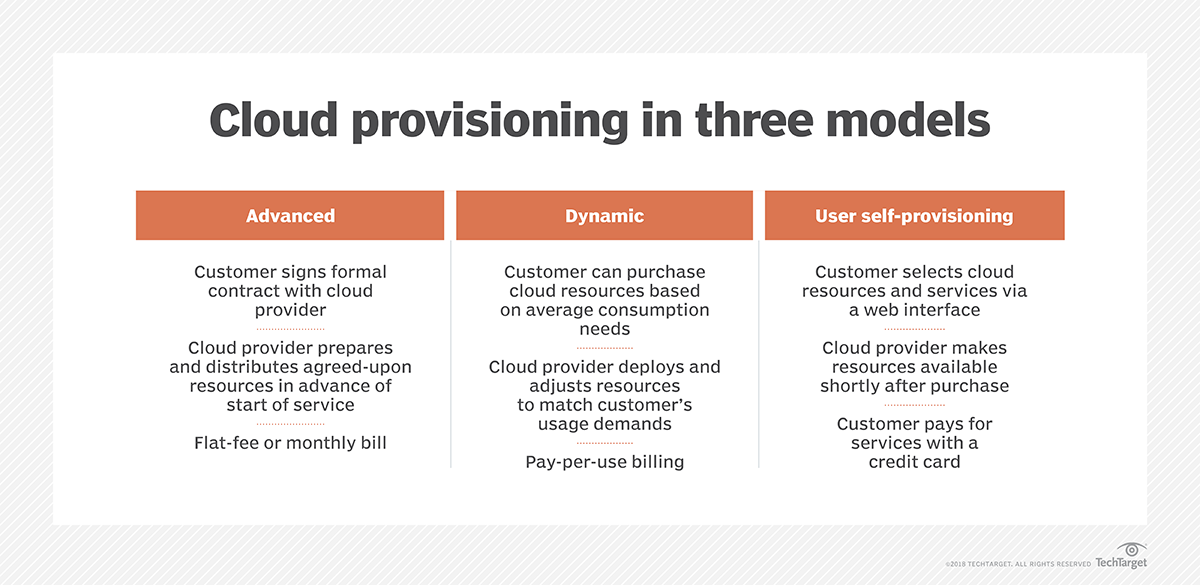 Cloud provisioning in three models
Advanced
Customer signs formal
contract with cloud
provider
Cloud provider prepares
and distributes agreed-upon
resources in advance of
start of service
Flat-fee or monthly bill
Dynamic
Customer can purchase
cloud resources based
on average consumption
needs
Cloud provider deploys and
adjusts resources
to match customer’s
usage demands
Pay-per-use billing
User self-provisioning
Customer selects cloud
resources and services via
a web interface
Cloud provider makes
resources available
shortly after purchase
Customer pays for
services with a
credit card
©2018 TECHTARGET. ALL RIGHTS RESERVED
TechTarget